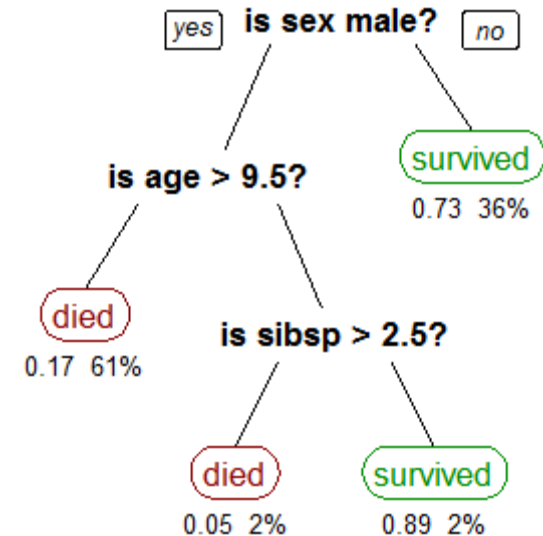 yes is sex male? no
survived
0.73 36%
is age > 9.5?
died
0.17 61%
is sibsp > 2.5?
died survived
0.05 2% 0.89 2%